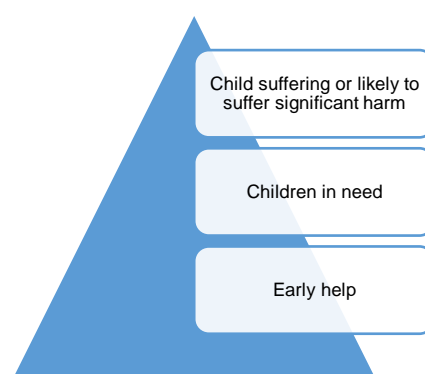 Child suffering or likely to
suffer significant harm
Children in need
Early help